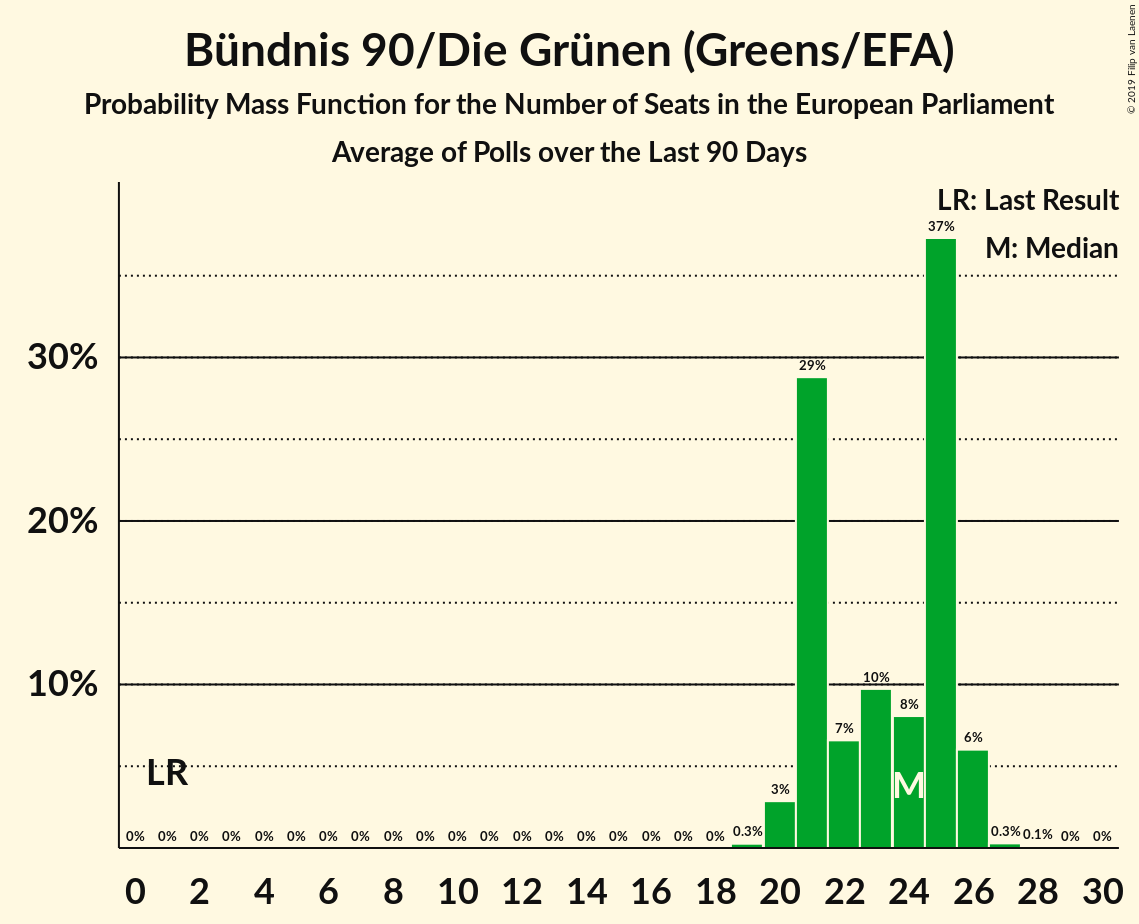 Bündnis 90/Die Grünen (Greens/EFA)
Probability Mass Function for the Number of Seats in the European Parliament
Average of Polls over the Last 90 Days
© 2019 Filip van Laenen
LR: Last Result
M: Median
37%
30%
29%
20%
10%
10%
8%
7%
6%
LR
M
3%
0% 0% 0% 0% 0% 0% 0% 0% 0% 0% 0% 0% 0% 0% 0% 0% 0% 0% 0% 0.3% 0.3% 0.1% 0% 0%
0 2 4 6 8 10 12 14 16 18 20 22 24 26 28 30